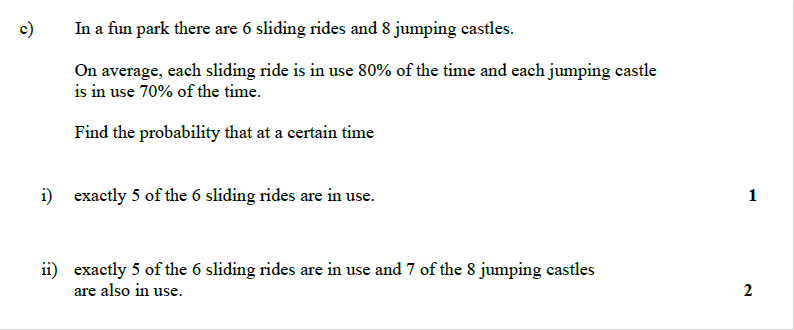 c) In a fun park there are 6 sliding rides and 8 jumping castles.
On average, each sliding ride is in use 80% of the time and each jumping castle
is in use 70% of the time.
Find the probability that at a certain time
i) exactly 5 of the 6 sliding rides are in use. 1
ii) exactly 5 of the 6 sliding rides are in use and 7 of the 8 jumping castles
are also in use. 2